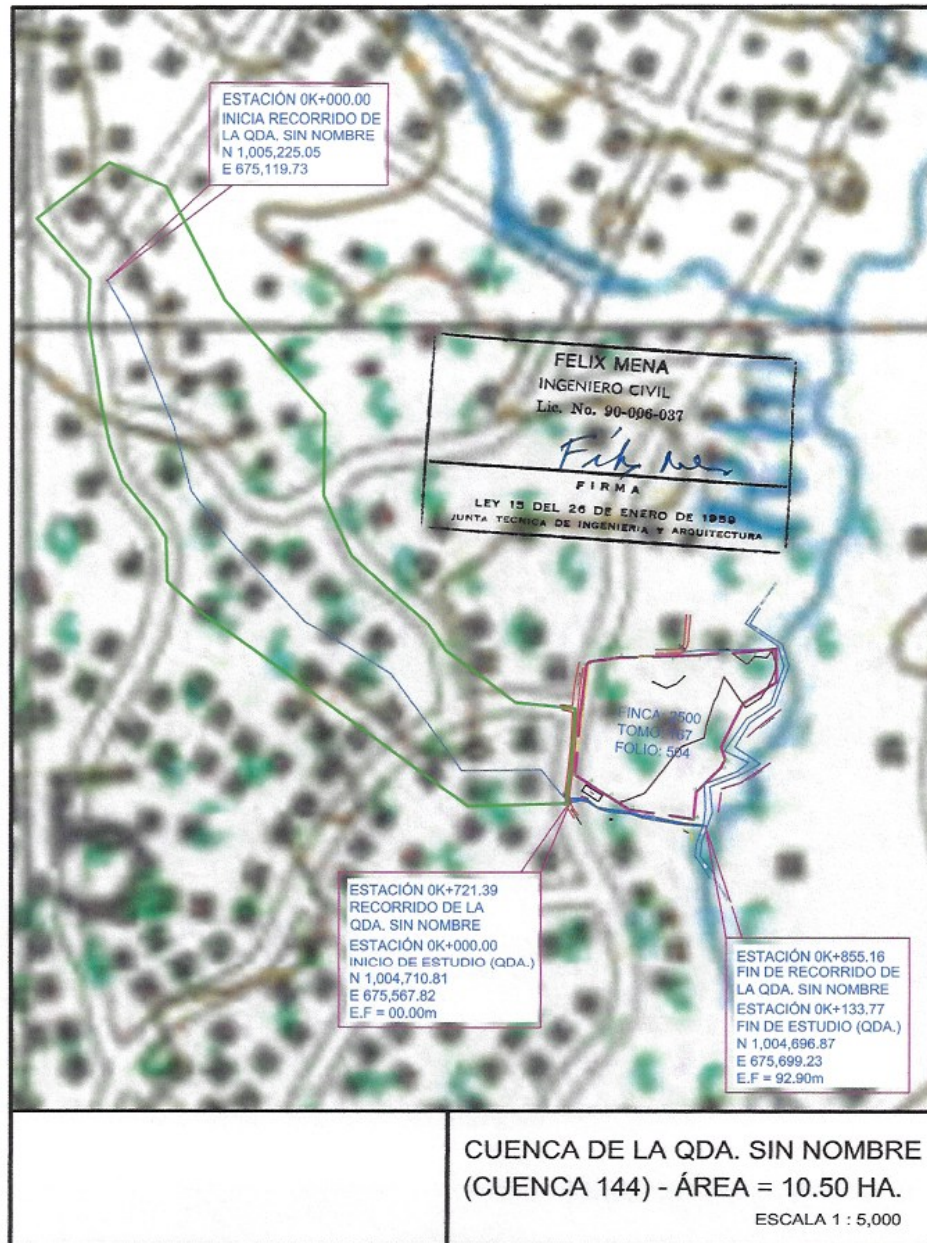 ESTACIÓN 0K+000.00
INICIA RECORRIDO DE
LA QDA. SIN NOMBRE
N 1,005,225.05
E 675,119.73
FELIX MENA
INGENIERO CIVIL
Lic. No. 90-006-037
FIRMA
LEY 15 DEL 26 DE ENERO DE 1959
JUNTA TECNICA DE INGENIERIA Y ARQUITECTURA
FOLIO: 504
ESTACIÓN 0K+721.39
RECORRIDO DE LA
QDA. SIN NOMBRE
ESTACIÓN 0K+000.00
INICIO DE ESTUDIO (QDA.)
N 1,004,710.81
E 675,567.82
E.F = 00.00m
ESTACIÓN 0K+855.16
FIN DE RECORRIDO DE
LA QDA. SIN NOMBRE
ESTACIÓN 0K+133.77
FIN DE ESTUDIO (QDA.)
N 1,004,696.87
E 675,699.23
E.F = 92.90m
CUENCA DE LA QDA. SIN NOMBRE
(CUENCA 144) - ÁREA = 10.50 HA.
ESCALA 1 : 5,000